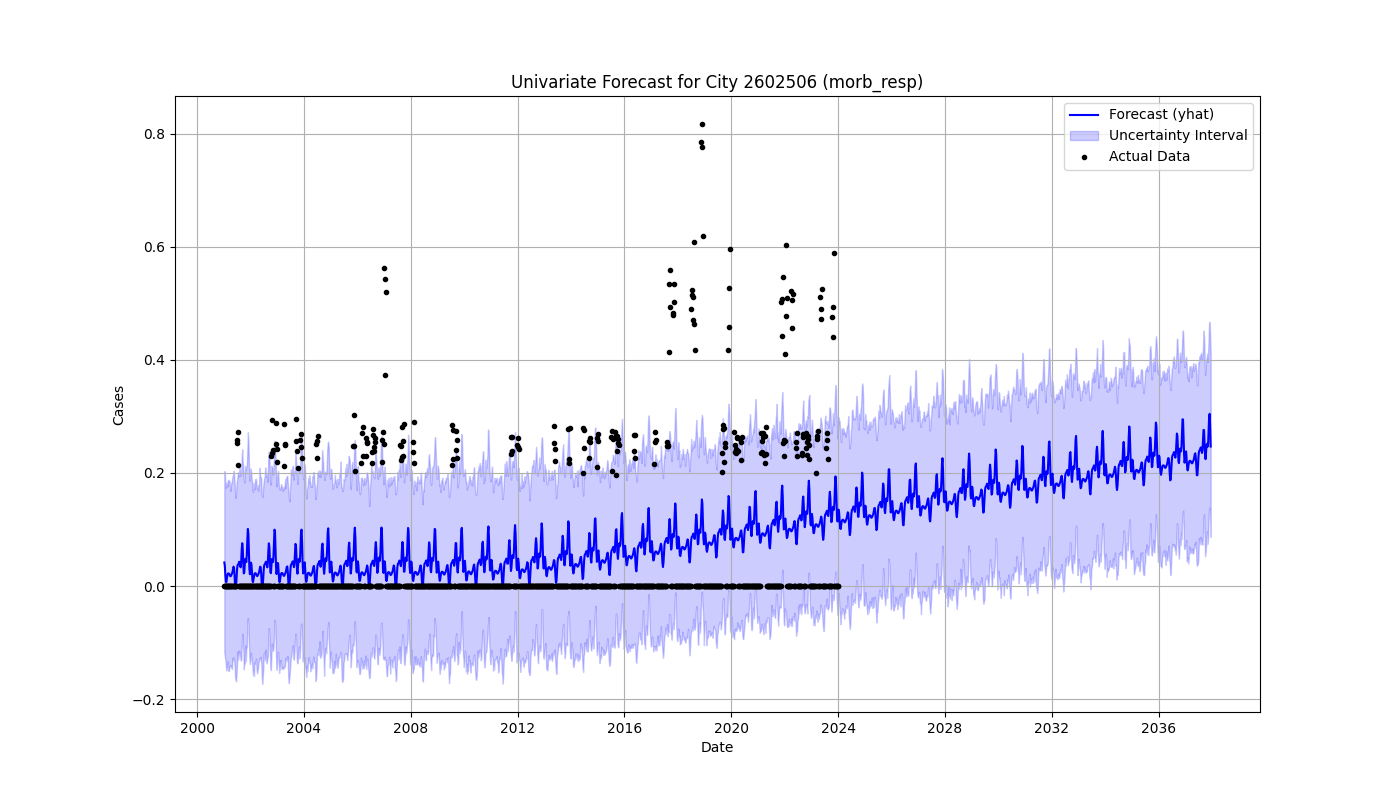 Univariate Forecast for City 2602506 (morb_resp)
Forecast (yhat)
Uncertainty Interval
Actual Data
Cases
0.8
0.6
0.4
0.2
0.0
−0.2
2000 2004 2008 2012 2016 2020 2024 2028 2032 2036
Date